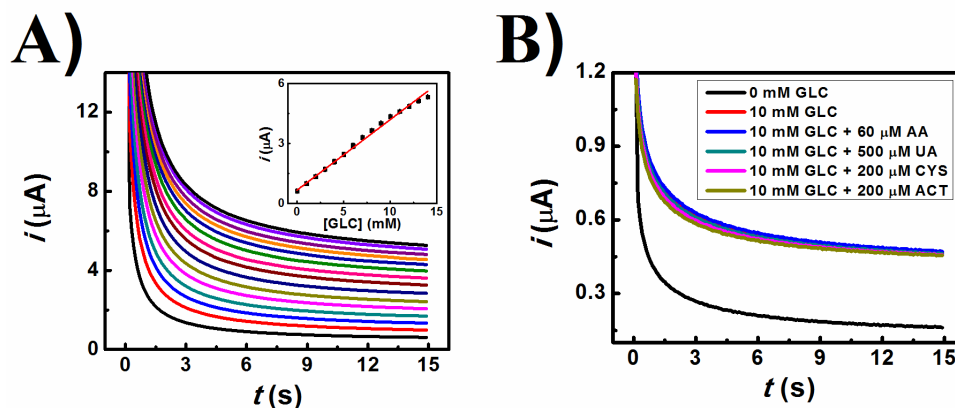 A)
i (μA)
12
8
4
0
0
3
6
9
12
15
t (s)
i (μA)
6
3
0
0
5
10
15
[GLC] (mM)
B)
i (μA)
1.2
0.9
0.6
0.3
0
3
6
9
12
15
t (s)
0 mM GLC
10 mM GLC
10 mM GLC + 60 μM AA
10 mM GLC + 500 μM UA
10 mM GLC + 200 μM CYS
10 mM GLC + 200 μM ACT